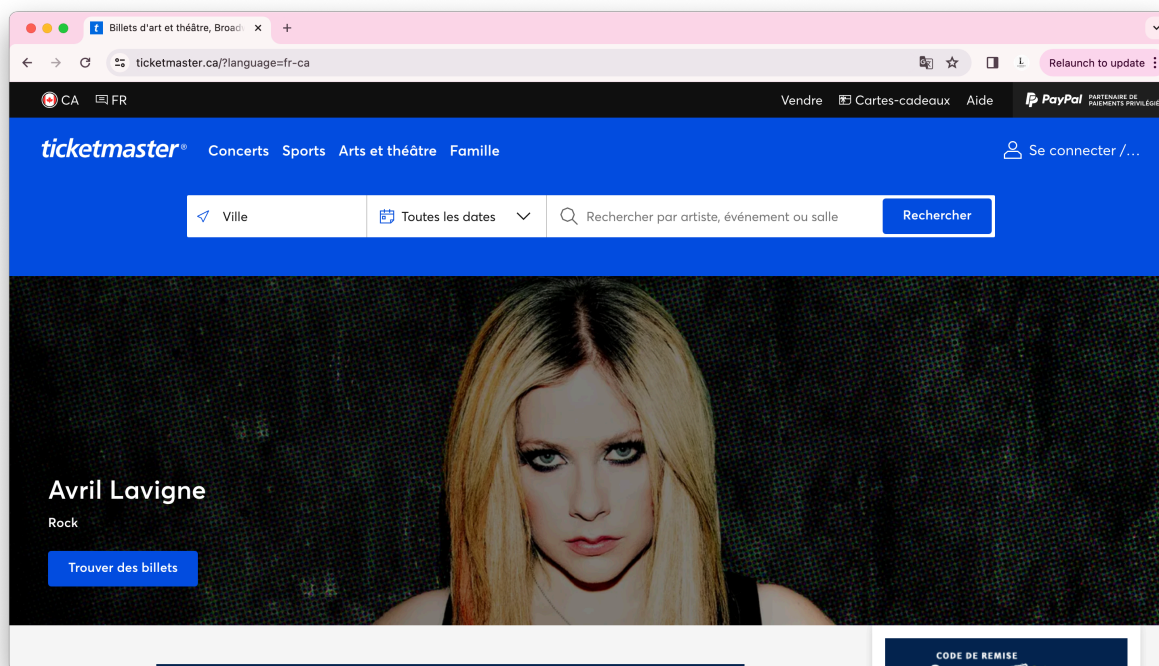 Billets d'art et théâtre, Broad
ticketmaster.ca/?language=fr-ca
Relaunch to update
CA FR Vendre Cartes-cadeaux Aide PayPal PARTENAIRE DE
PAIEMENTS PRIVILÉGIÉ
ticketmaster® Concerts Sports Arts et théâtre Famille Se connecter /...
Ville Toutes les dates Rechercher par artiste, événement ou salle Rechercher
Avril Lavigne
Rock
Trouver des billets
CODE DE REMISE